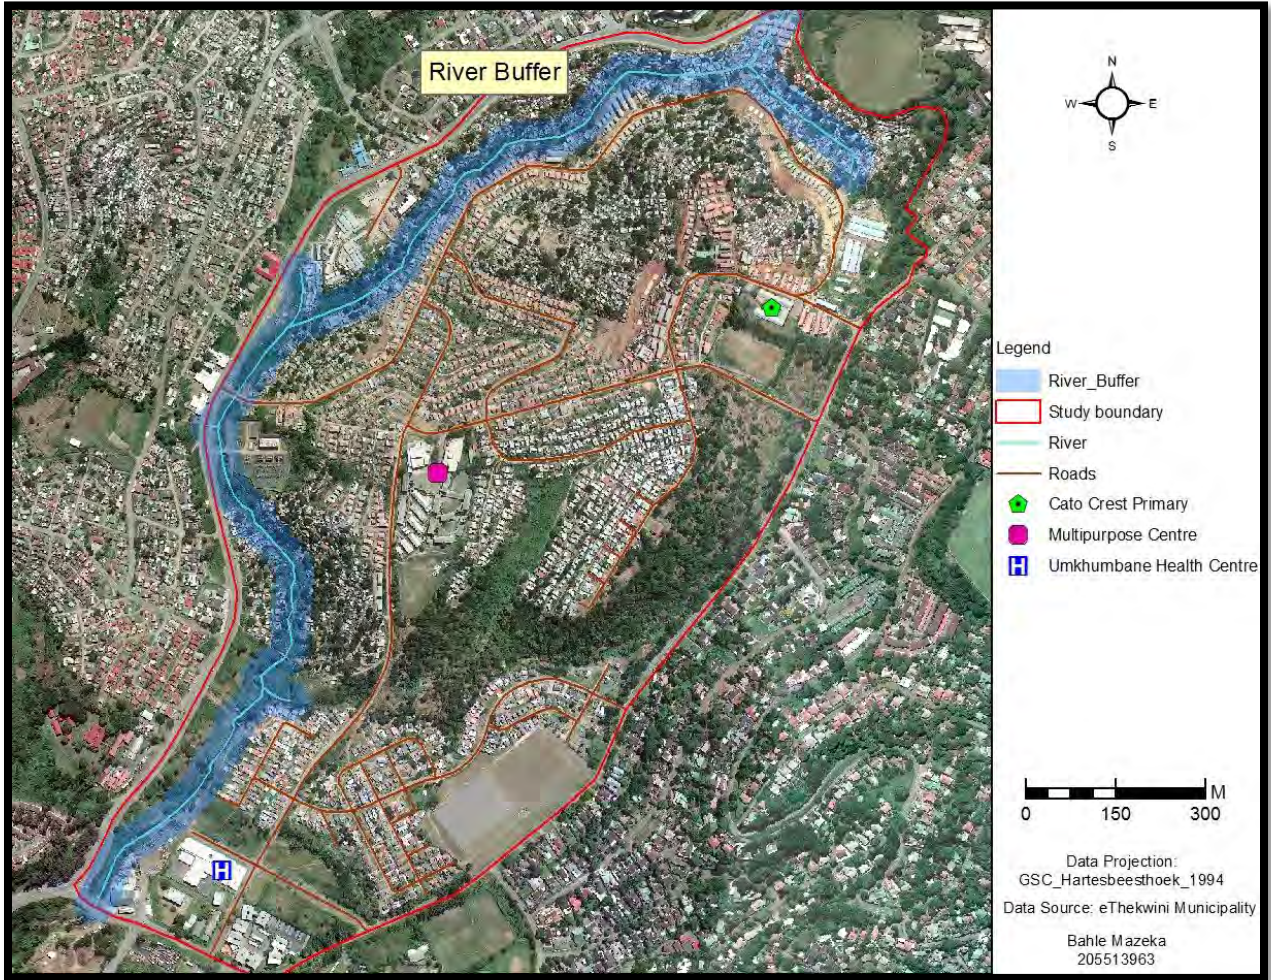 River Buffer
N
W
E
S
Legend
River_Buffer
Study boundary
River
Roads
Cato Crest Primary
Multipurpose Centre
H Umkhumbane Health Centre
H
M
0 150 300
Data Projection:
GSC_Hartesbeesthoek_1994
Data Source: eThekwini Municipality
Bahle Mazeka
205513963